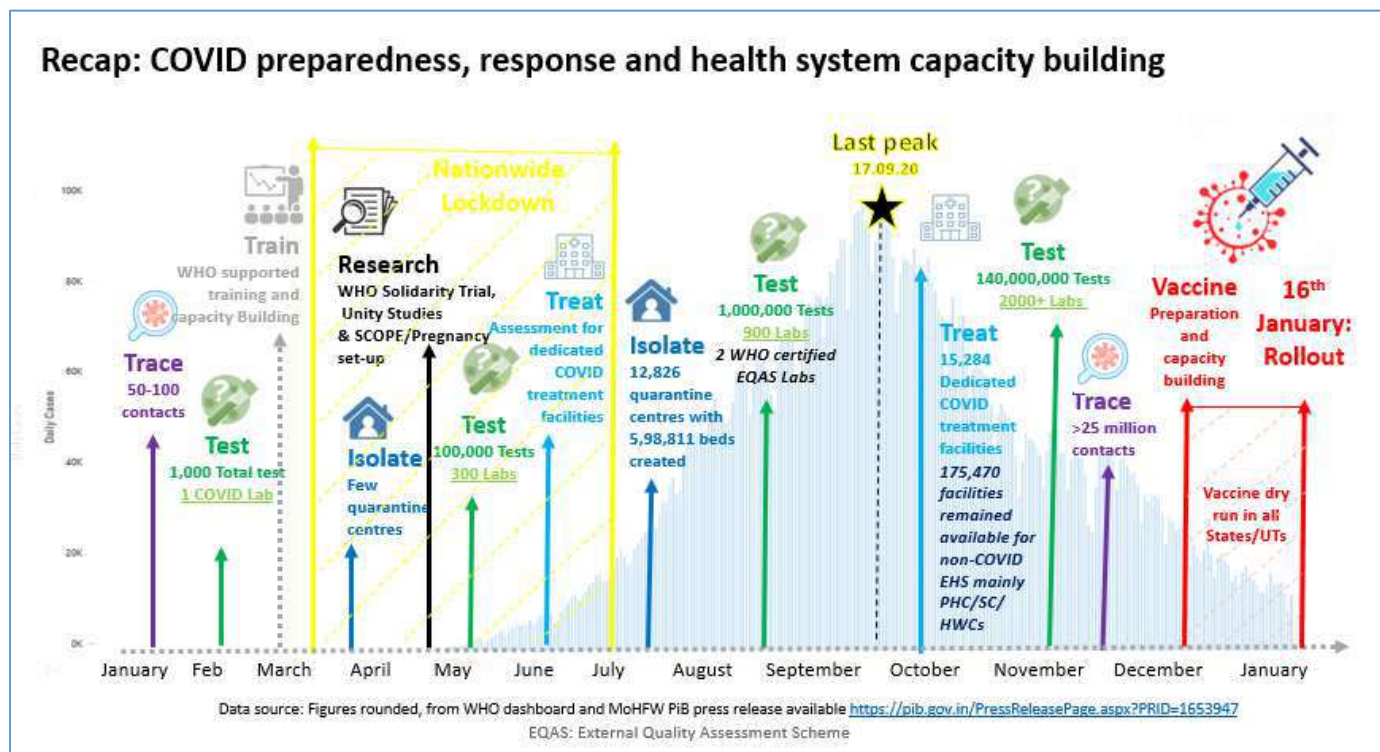 Recap: COVID preparedness, response and health system capacity building
Last peak
17.09.20
Nationwide
Lockdown
100K
80K
60K
40K
20K
0K
Daily Cases
Trace
50-100
contacts
Test
1,000 Total test
1 COVID Lab
Train
WHO supported
training and
capacity Building
Research
WHO Solidarity Trial,
Unity Studies
& SCOPE/Pregnancy
set-up
Isolate
Few
quarantine
centres
Test
100,000 Tests
300 Labs
Treat
Assessment for
dedicated
COVID
treatment
facilities
Isolate
12,826
quarantine
centres with
5,98,811 beds
created
Test
1,000,000 Tests
900 Labs
2 WHO certified
EQAS Labs
Treat
15,284
Dedicated
COVID
treatment
facilities
175,470
facilities
remained
available for
non-COVID
EHS mainly
PHC/SC/
HWCs
Test
140,000,000 Tests
2000+ Labs
Trace
>25 million
contacts
Vaccine
Preparation
and
capacity
building
16th
January:
Rollout
Vaccine dry
run in all
States/UTs
January Feb March April May June July August September October November December January
Data source: Figures rounded, from WHO dashboard and MoHFW PiB press release available https://pib.gov.in/PressReleasePage.aspx?PRID=1653947
EQAS: External Quality Assessment Scheme